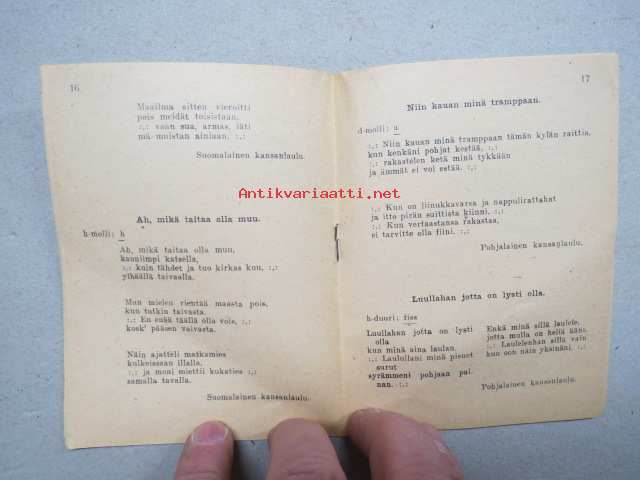 16
Maailma sitten vieroitti
pois meidät toisistaan,
:,: vaan sua, armas, iäti
mä muistan ainiaan. :,:
Suomalainen kansanlaulu.
Ah, mikä taitaa olla muu.
h-molli: h
Ah, mikä taitaa olla muu,
kauniimpi katsella,
:,: kuin tähdet ja tuo kirkas kuu, :,:
ylhäällä taivaalla.
Mun mielen rientää maasta pois,
kun tutkin taivasta.
:,: En enää täällä olla vois, :,:
kosk' pääsen vaivasta.
Näin ajatteli matkamies
kulkeissaan illalla,
:,: ja moni miettii kukaties :,:
samalla tavalla.
Suomalainen kansanlaulu.
17
Niin kauan minä tramppaan.
d-molli: a
:,: Niin kauan minä tramppaan tämän kylän raittia,
kun kenkäni pohjat kestää. :,:
:,: rakastelen ketä minä tykkään
ja ämmät ei voi estää. :,:
:,: Kun on liinukkavarsa ja nappulirattahat
ja itto pirän suittista kiinni. :,:
:,: Kun vertaastansa rakastaa,
ei tarvitte olla fiini. :,:
Pohjalainen kansanlaulu.
Luullahan jotta on lysti olla.
h-duuri: fiss
Luullahan jotta on lysti
olla
kun minä aina laulan.
:,: Laulullani minä pienet
surut
syrämmeni pohjaan pai-
nan. :,:
Enkä minä sillä laulele,
jotta mulla on heliä ääni.
:,: Laulelenhan sillä vain
kun oon näin yksinäni. :,:
Pohjalainen kansanlaulu.
Antikvariaatti.net